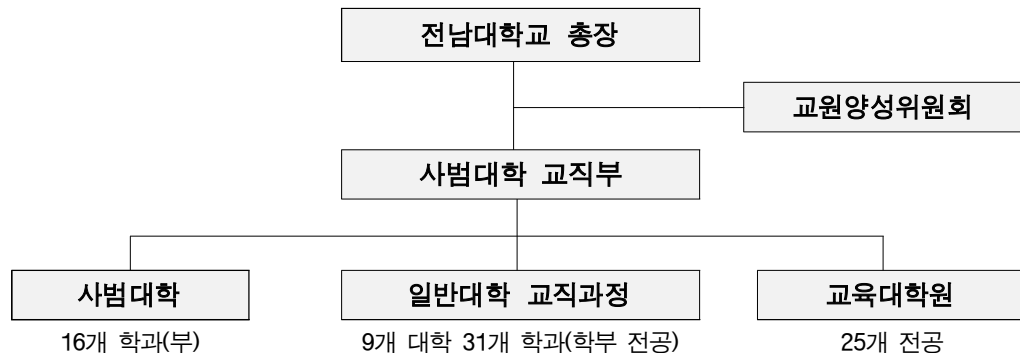 전남대학교 총장
교원양성위원회
사범대학 교직부
사범대학
일반대학 교직과정
교육대학원
16개 학과(부)
9개 대학 31개 학과(학부 전공)
25개 전공